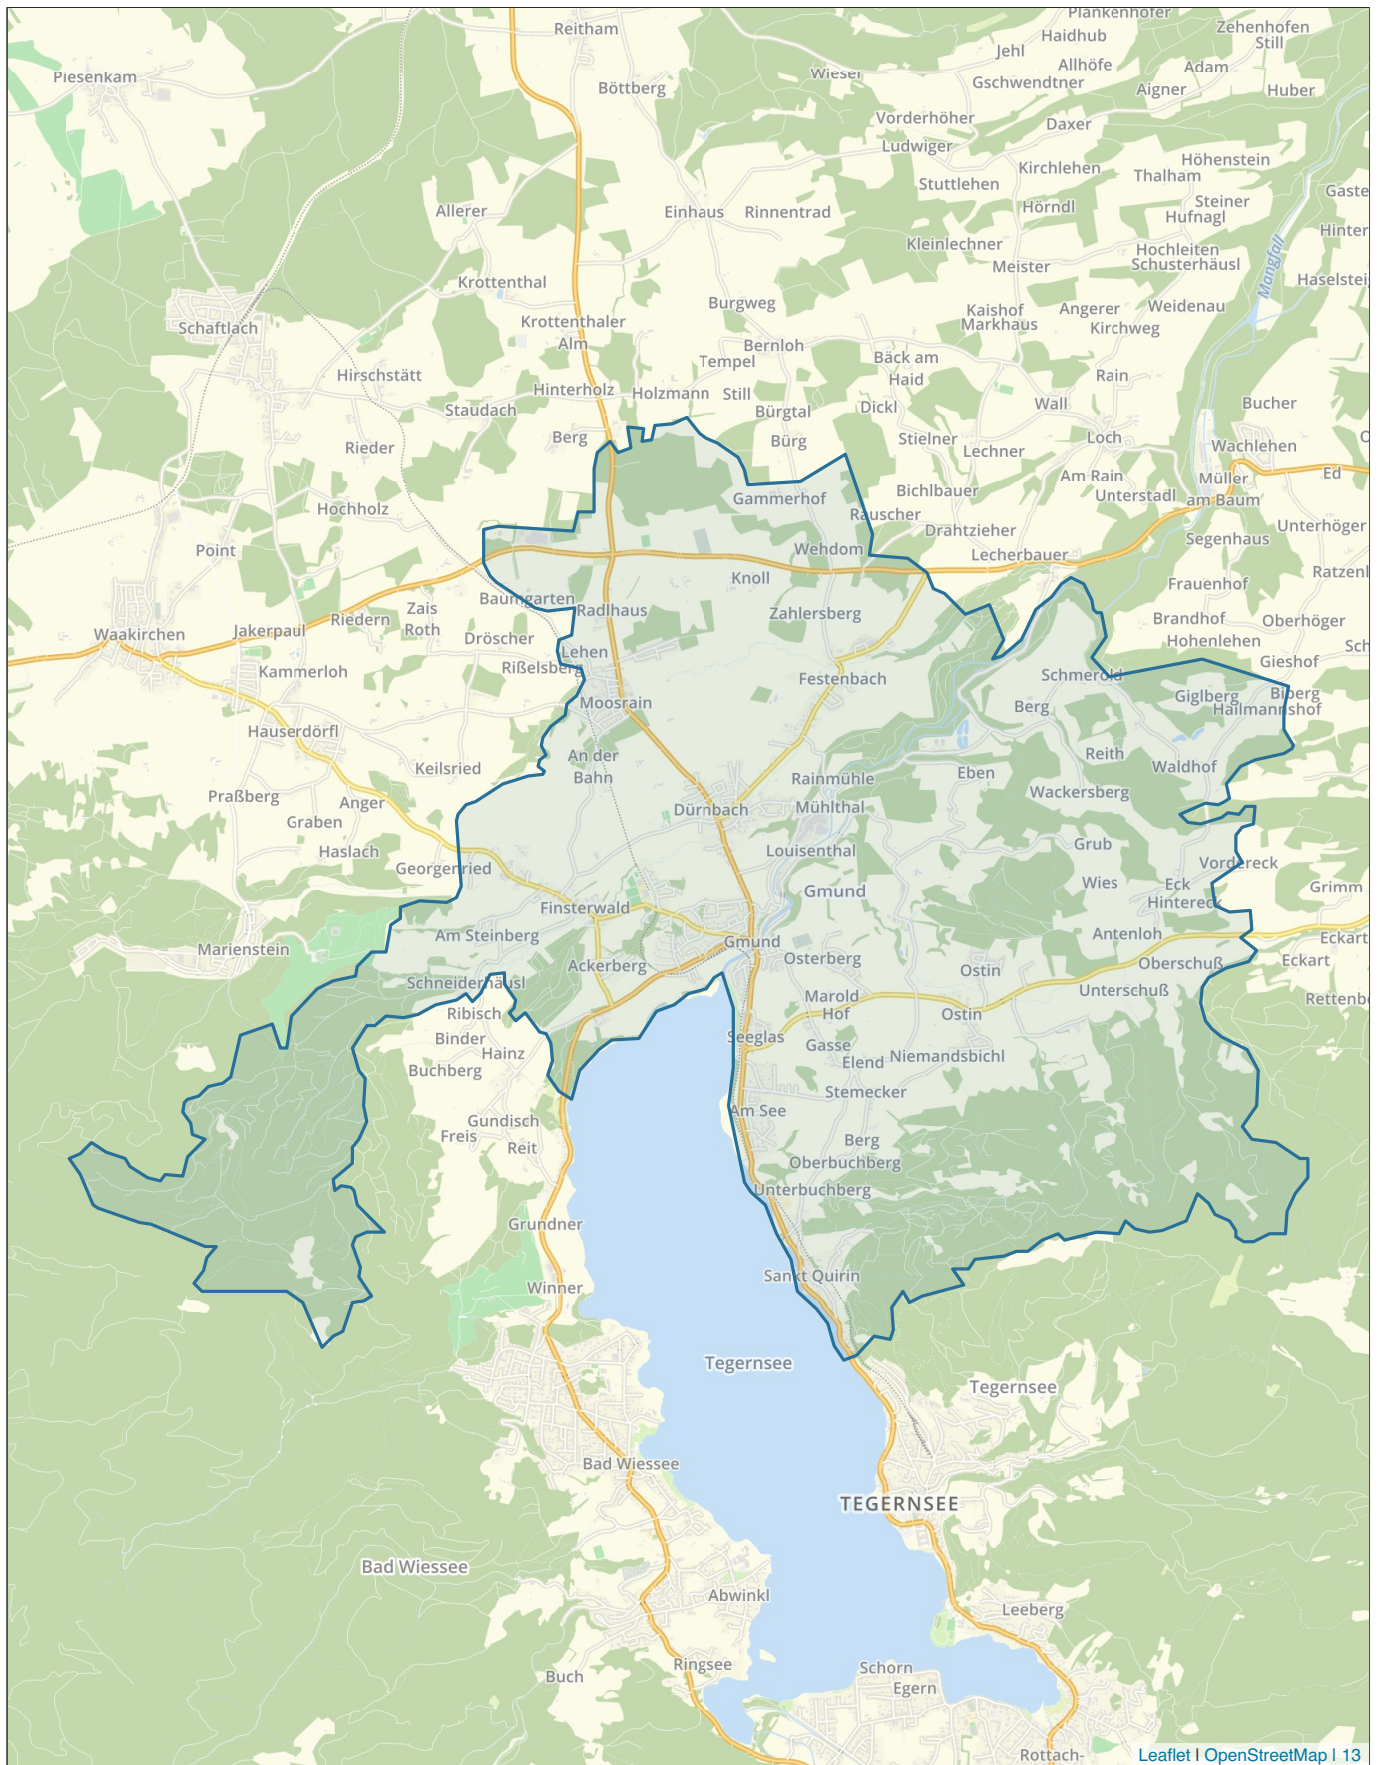 Plankenhofer
Reitham
Zehenhofen
Haidhub
Still
Jehl
Allhöfe
Adam
Piesenkam
Wieser
Gschwendtner
Böttberg
Aigner
Huber
Vorderhöher
Daxer
Ludwiger
Höhenstein
Kirchlehen
Thalham
Stuttlehen
Gaste
Steiner
Allerer
Einhaus
Rinnentrad
Hörndl
Hufnagl
Hinter
Kleinlechner
Hochleiten
Mangfall
Schusterhäusl
Meister
Krottenthal
Haselsteig
Burgweg
Kaishof
Angerer
Weidenau
Krottenthaler
Alm
Markhaus
Kirchweg
Schaftlach
Bernloh
Tempel
Bäck am
Haid
Hirschstätt
Rain
Hinterholz
Holzmann
Still
Staudach
Bürgtal
Dickl
Wall
Bucher
Berg
Bürg
Stielner
Loch
Rieder
Lechner
Wachlehen
Am Rain
Müller
am Baum
Ed
Gammerhof
Bichlbauer
Unterstadl
Hochholz
Rauscher
Drahtzieher
Unterhöger
Point
Wehdom
Lecherbauer
Segenhaus
Knoll
Ratzenl
Frauenhof
Baumgarten
Zais
Roth
Radlhaus
Zahlersberg
Riedern
Brandhof
Oberhöger
Waakirchen
Jakerpaul
Dröscher
Hohenlehen
Sch
Lehen
Rißelsberg
Gieshof
Kammerloh
Festenbach
Schmerold
Giglberg
Biberg
Moosrain
Berg
Hallmannshof
Hauserdörfl
An der
Bahn
Reith
Keilsried
Rainmühle
Eben
Waldhof
Praßberg
Anger
Wackersberg
Dürnbach
Mühlthal
Graben
Haslach
Louisenthal
Grub
Georgenried
Vordereck
Gmund
Wies
Eck
Hintereck
Grimm
Finsterwald
Am Steinberg
Gmund
Antenloh
Eckart
Marienstein
Osterberg
Ackerberg
Ostin
Oberschuß
Eckart
Schneiderhäusl
Marold
Hof
Unterschuß
Rettenbe
Ribisch
Ostin
Binder
Seeglas
Gasse
Hainz
Elend
Niemandsbichl
Buchberg
Stemecker
Am See
Gundisch
Freis
Reit
Berg
Oberbuchberg
Unterbuchberg
Grundner
Winner
Sankt Quirin
Tegernsee
Tegernsee
Bad Wiessee
TEGERNSEE
Bad Wiessee
Abwinkl
Leeberg
Ringsee
Buch
Schorn
Egern
Rottach-
Leaflet | OpenStreetMap | 13